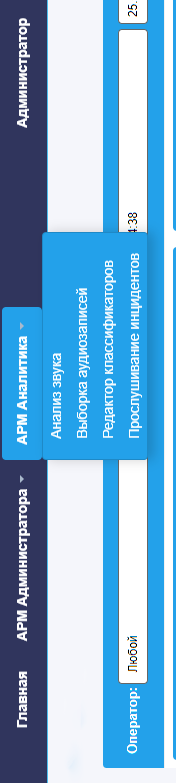 Главная АРМ Администратора АРМ Аналитика Администратор
Анализ звука
Выборка аудиозаписей
Редактор классификаторов
Прослушивание инцидентов
Оператор: Любой 4:38 25.